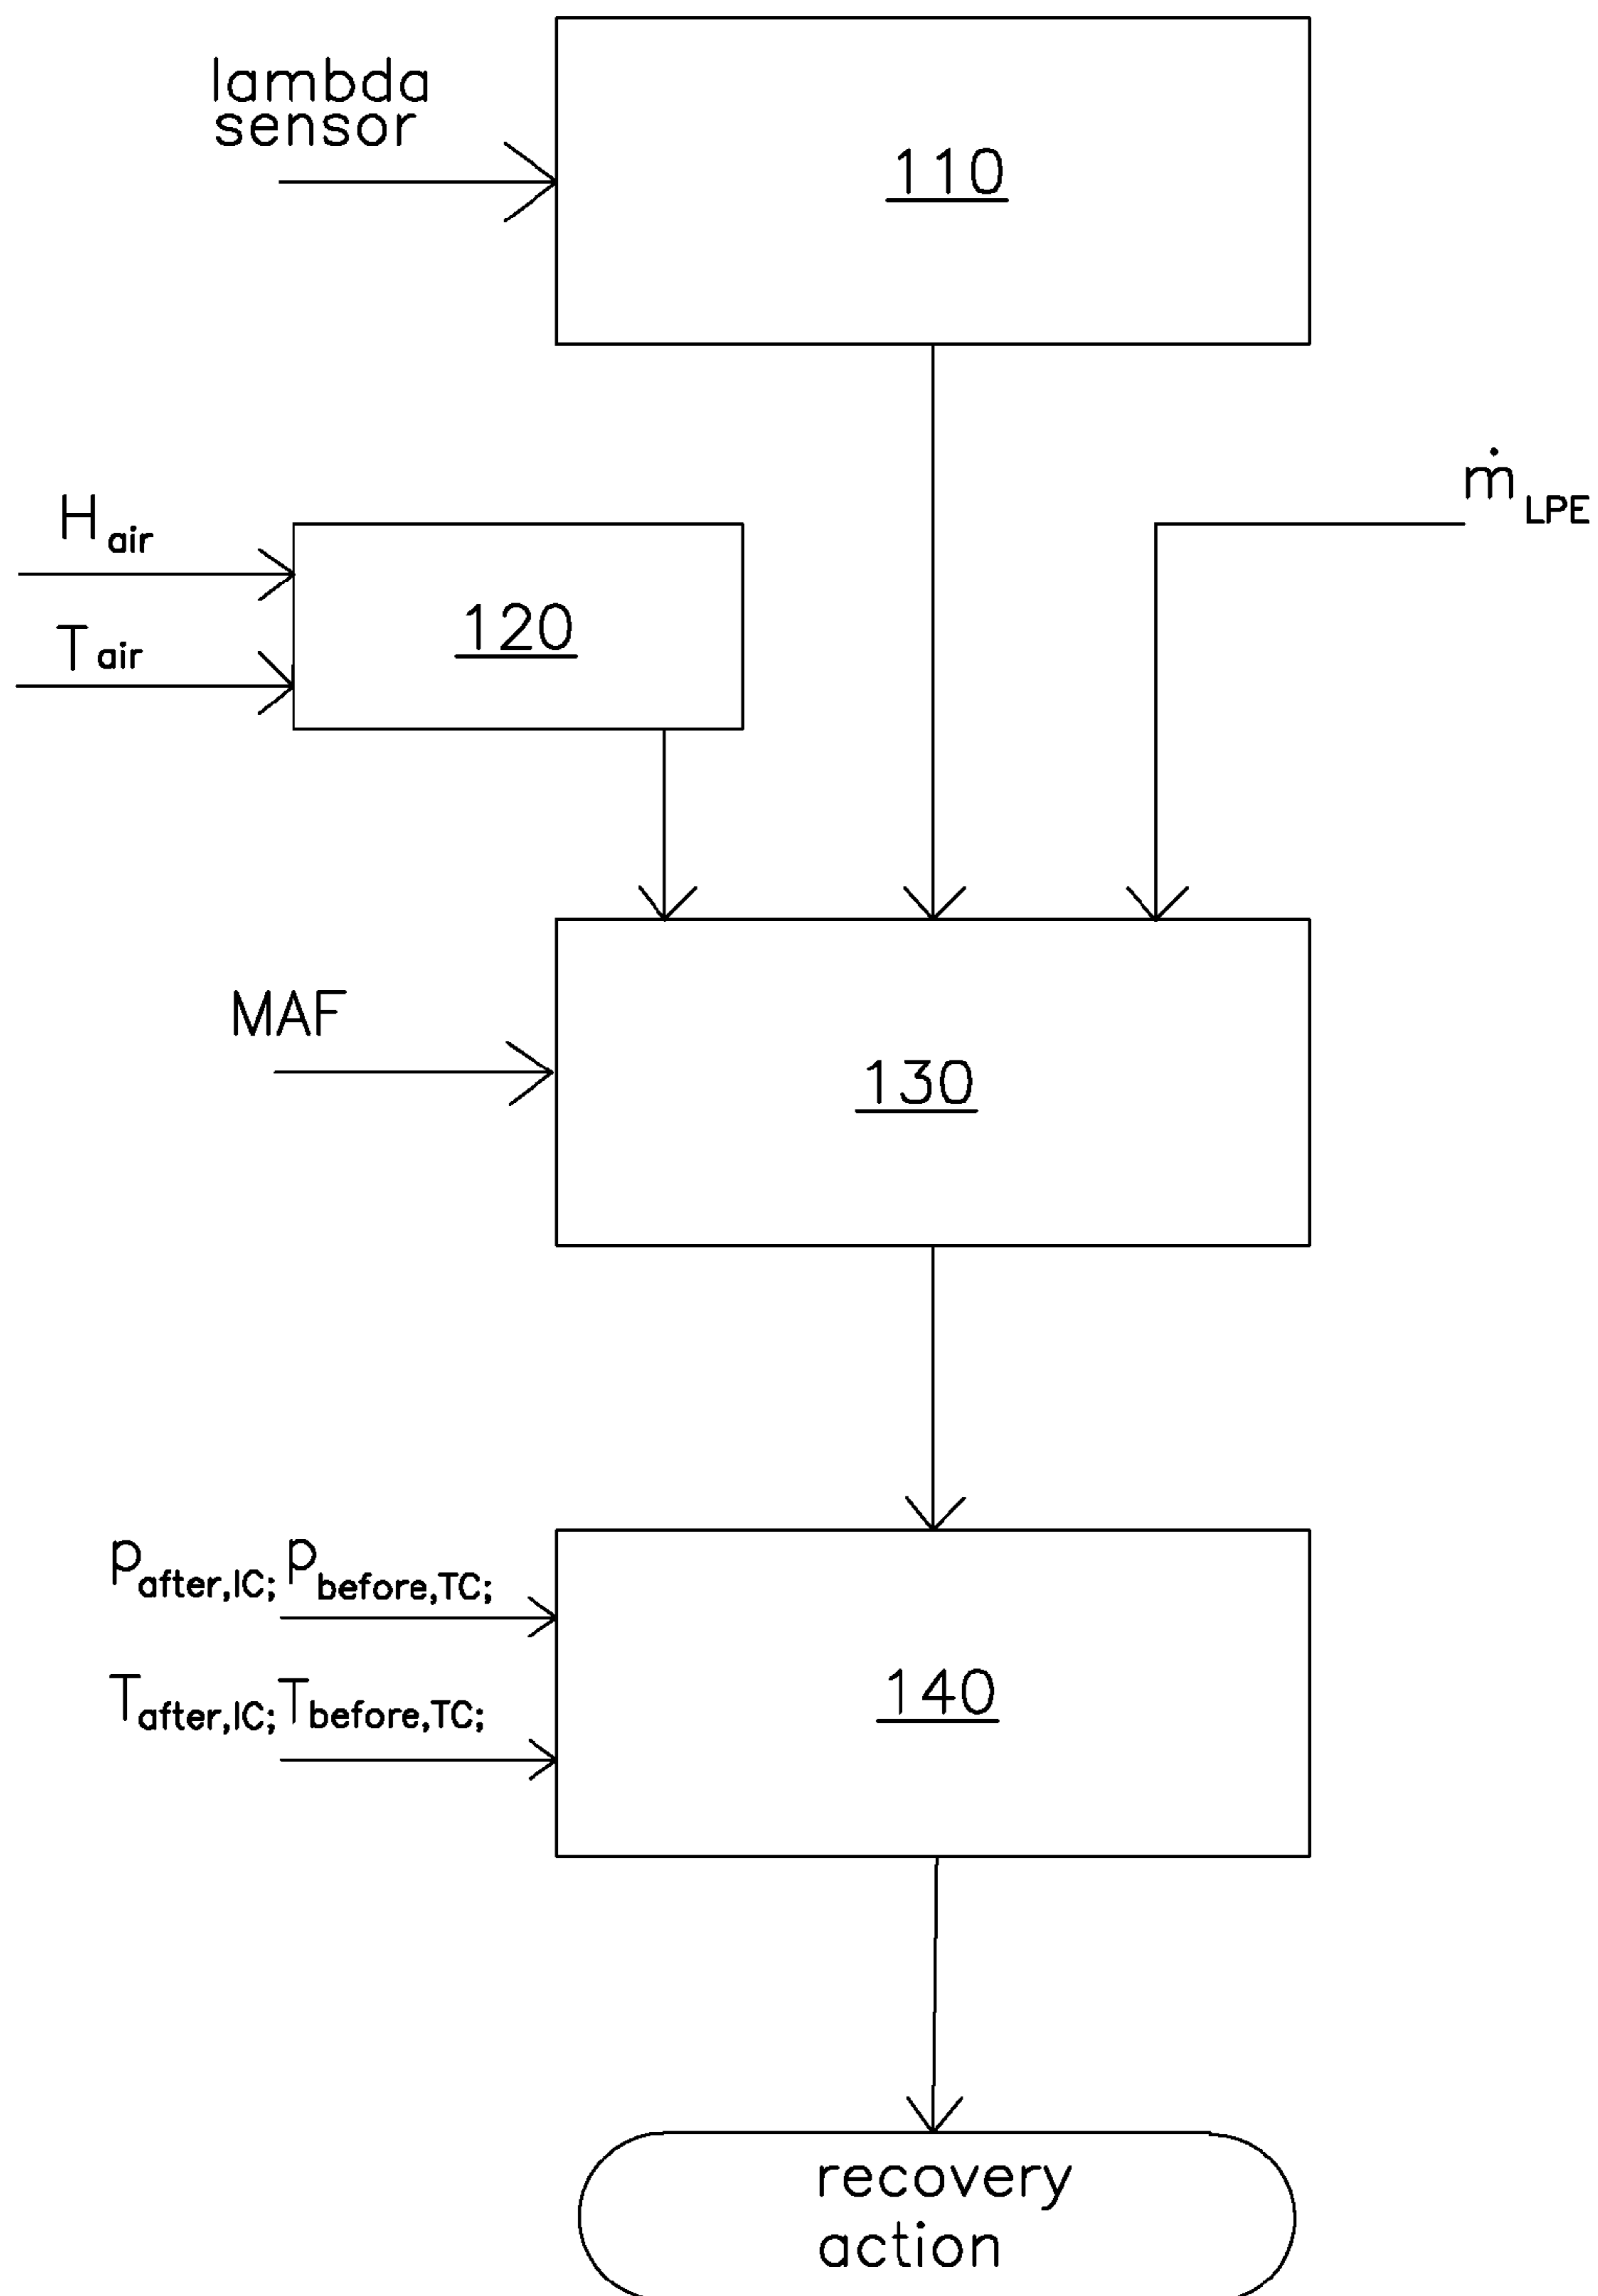 lambda
sensor
110
ṁ LPE
H air
T air
120
MAF
130
p after,IC; p before,TC;
T after,IC; T before,TC;
140
recovery
action